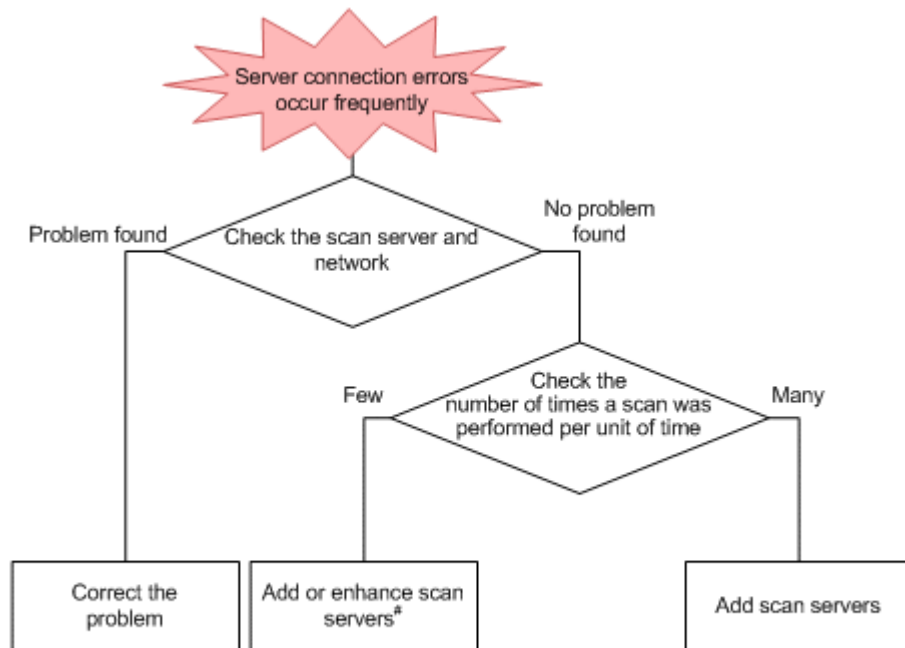 Server connection errors
occur frequently
Problem found
No problem
found
Check the scan server and
network
Few
Check the
number of times a scan was
performed per unit of time
Many
Correct the
problem
Add or enhance scan
servers#
Add scan servers